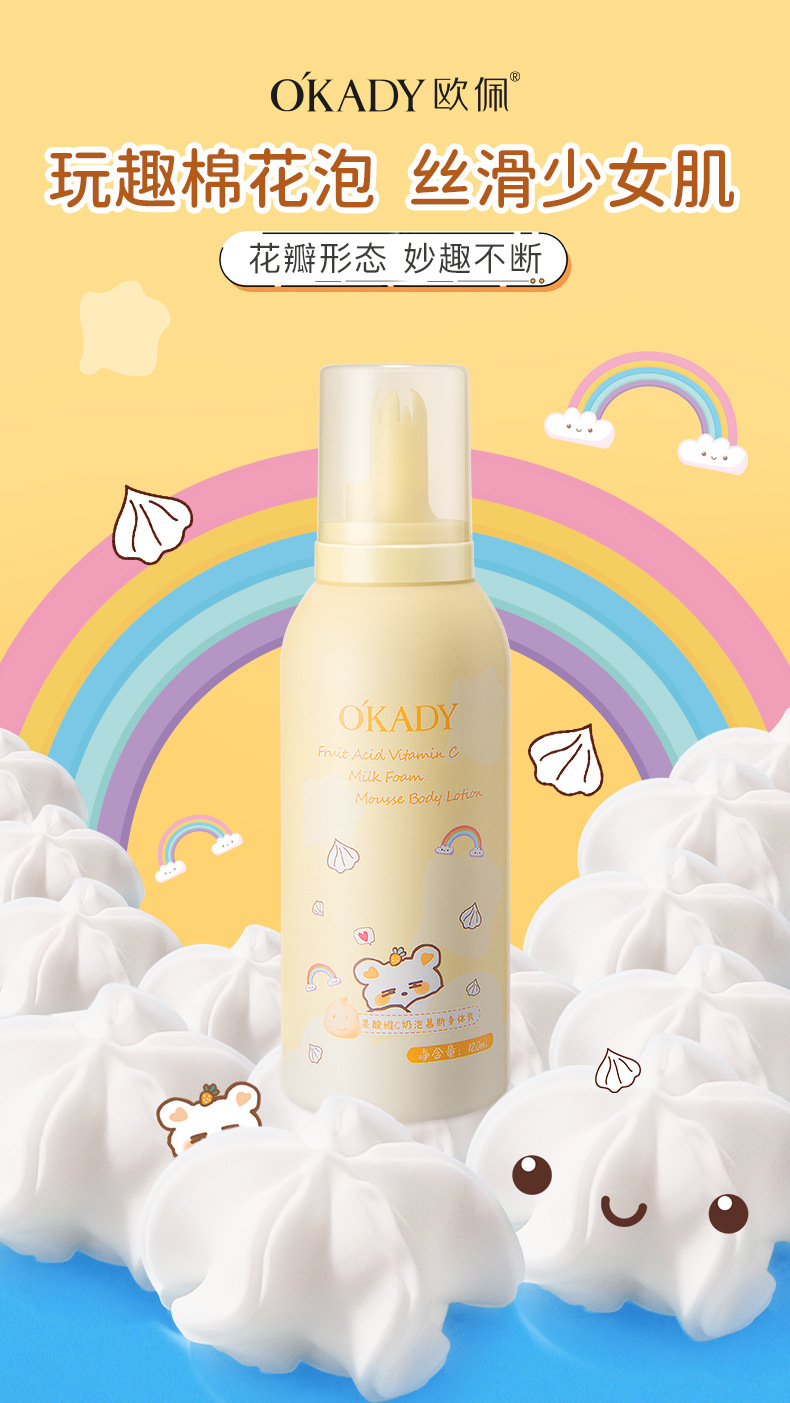 O'KADY 欧佩®
玩趣棉花泡 丝滑少女肌
花瓣形态 妙趣不断
O'KADY
Fruit Acid Vitamin C
Milk Foam
Mousse Body Lotion
果酸维C奶泡慕斯身体乳
净含量：120mL